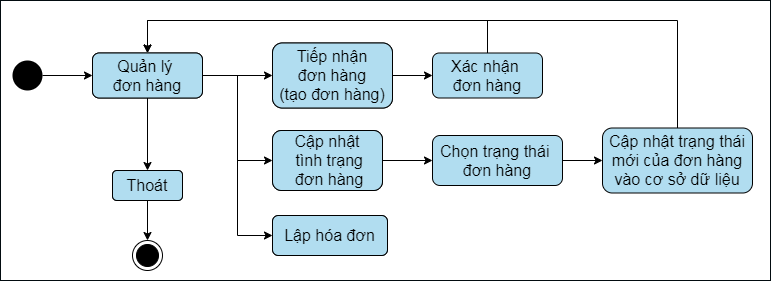 Quản lý
đơn hàng
Tiếp nhận
đơn hàng
(tạo đơn hàng)
Xác nhận
đơn hàng
Cập nhật
tình trạng
đơn hàng
Chọn trạng thái
đơn hàng
Cập nhật trạng thái
mới của đơn hàng
vào cơ sở dữ liệu
Thoát
Lập hóa đơn